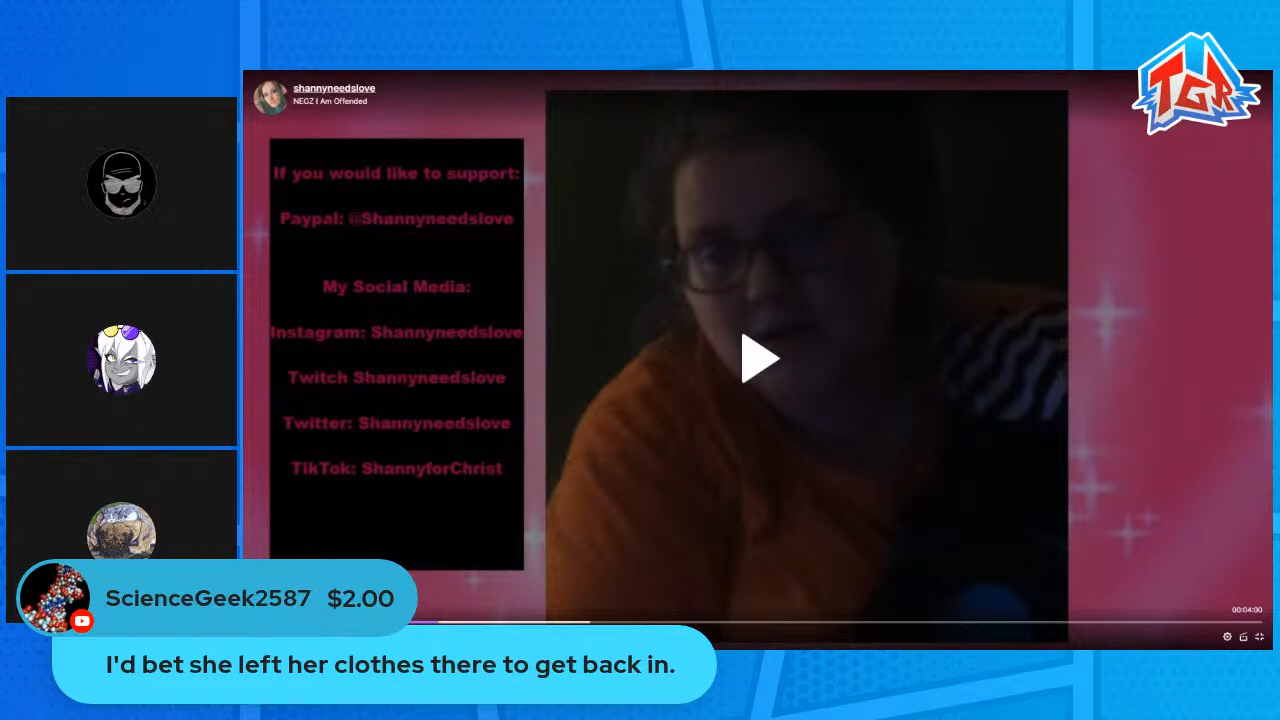 shannyneedslove
NECZ I Am Offended
TGR
If you would like to support:
Paypal: @Shannyneedslove
My Social Media:
Instagram: Shannyneedslove
Twitch Shannyneedslove
Twitter: Shannyneedslove
TikTok: ShannyforChrist
00:04:00
ScienceGeek2587 $2.00
I'd bet she left her clothes there to get back in.